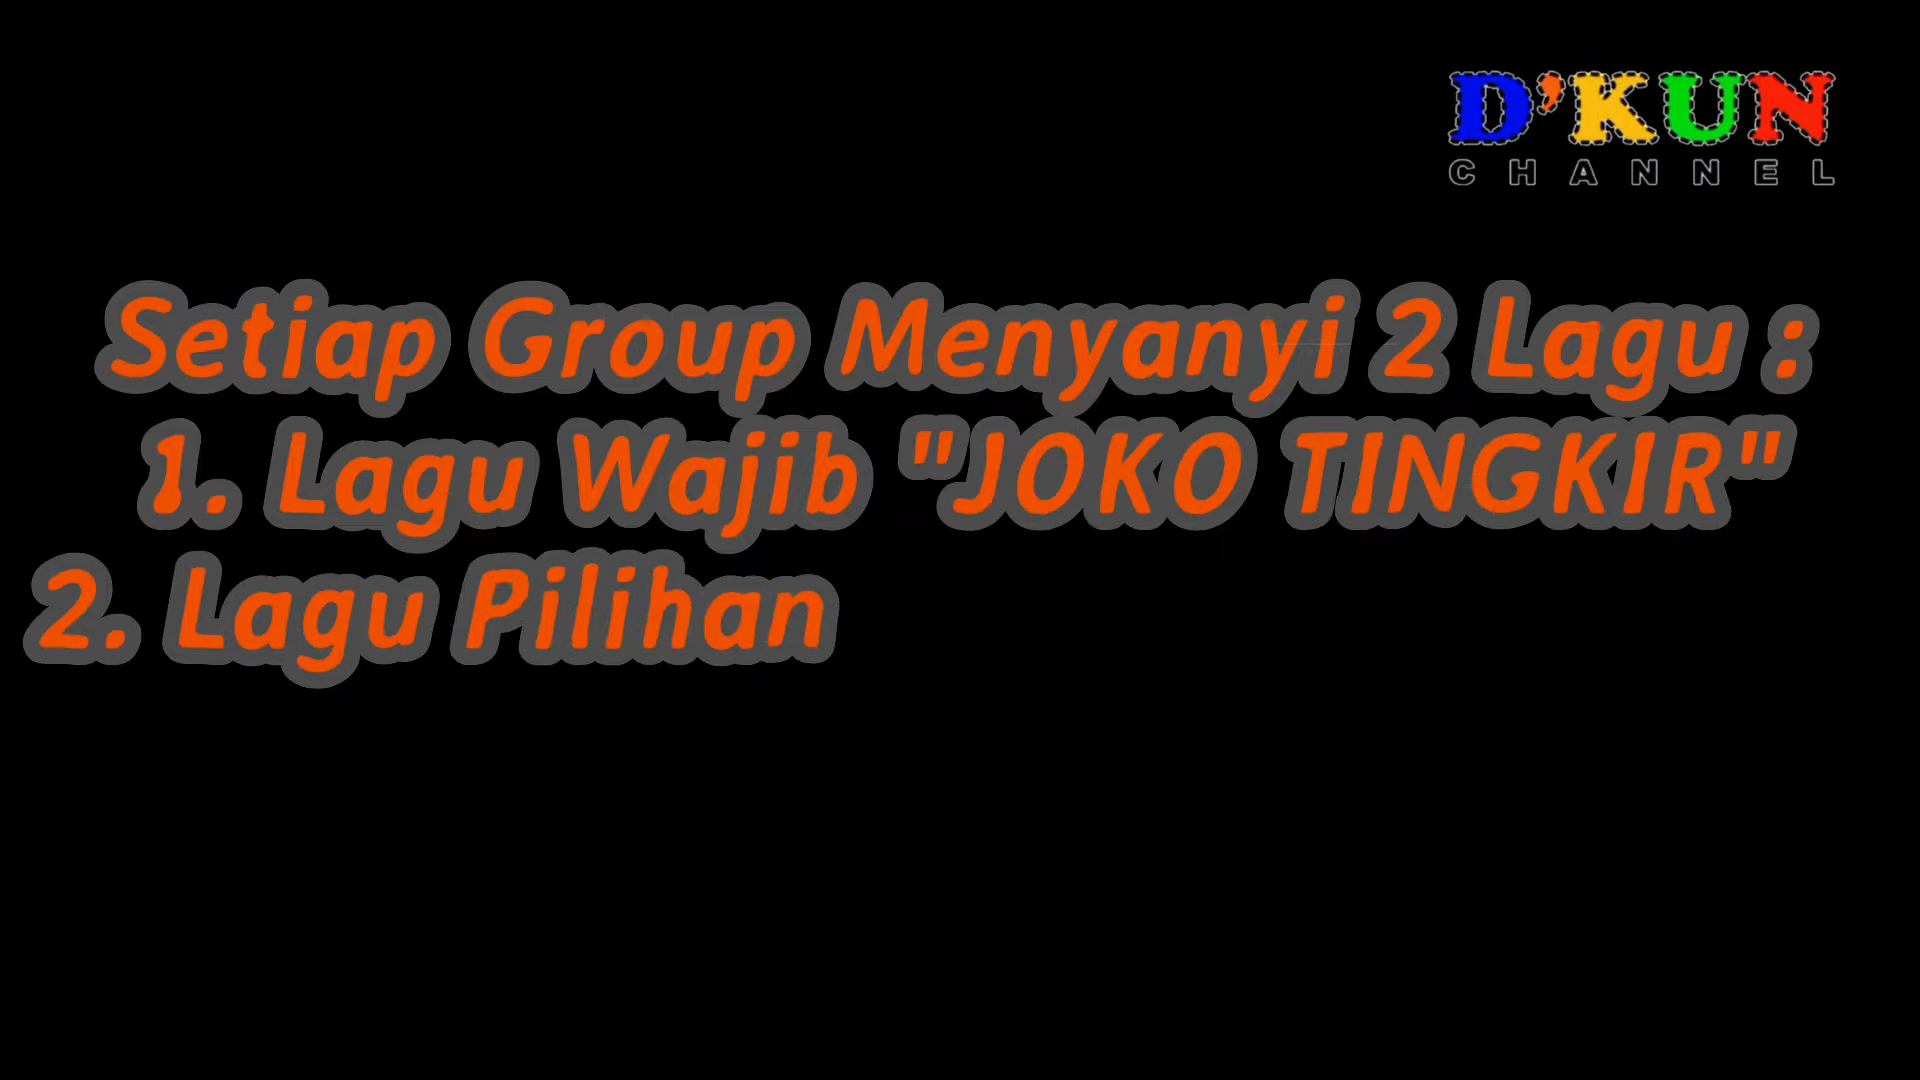 D'KUN
CHANNEL
Setiap Group Menyanyi 2 Lagu :
1. Lagu Wajib "JOKO TINGKIR"
2. Lagu Pilihan